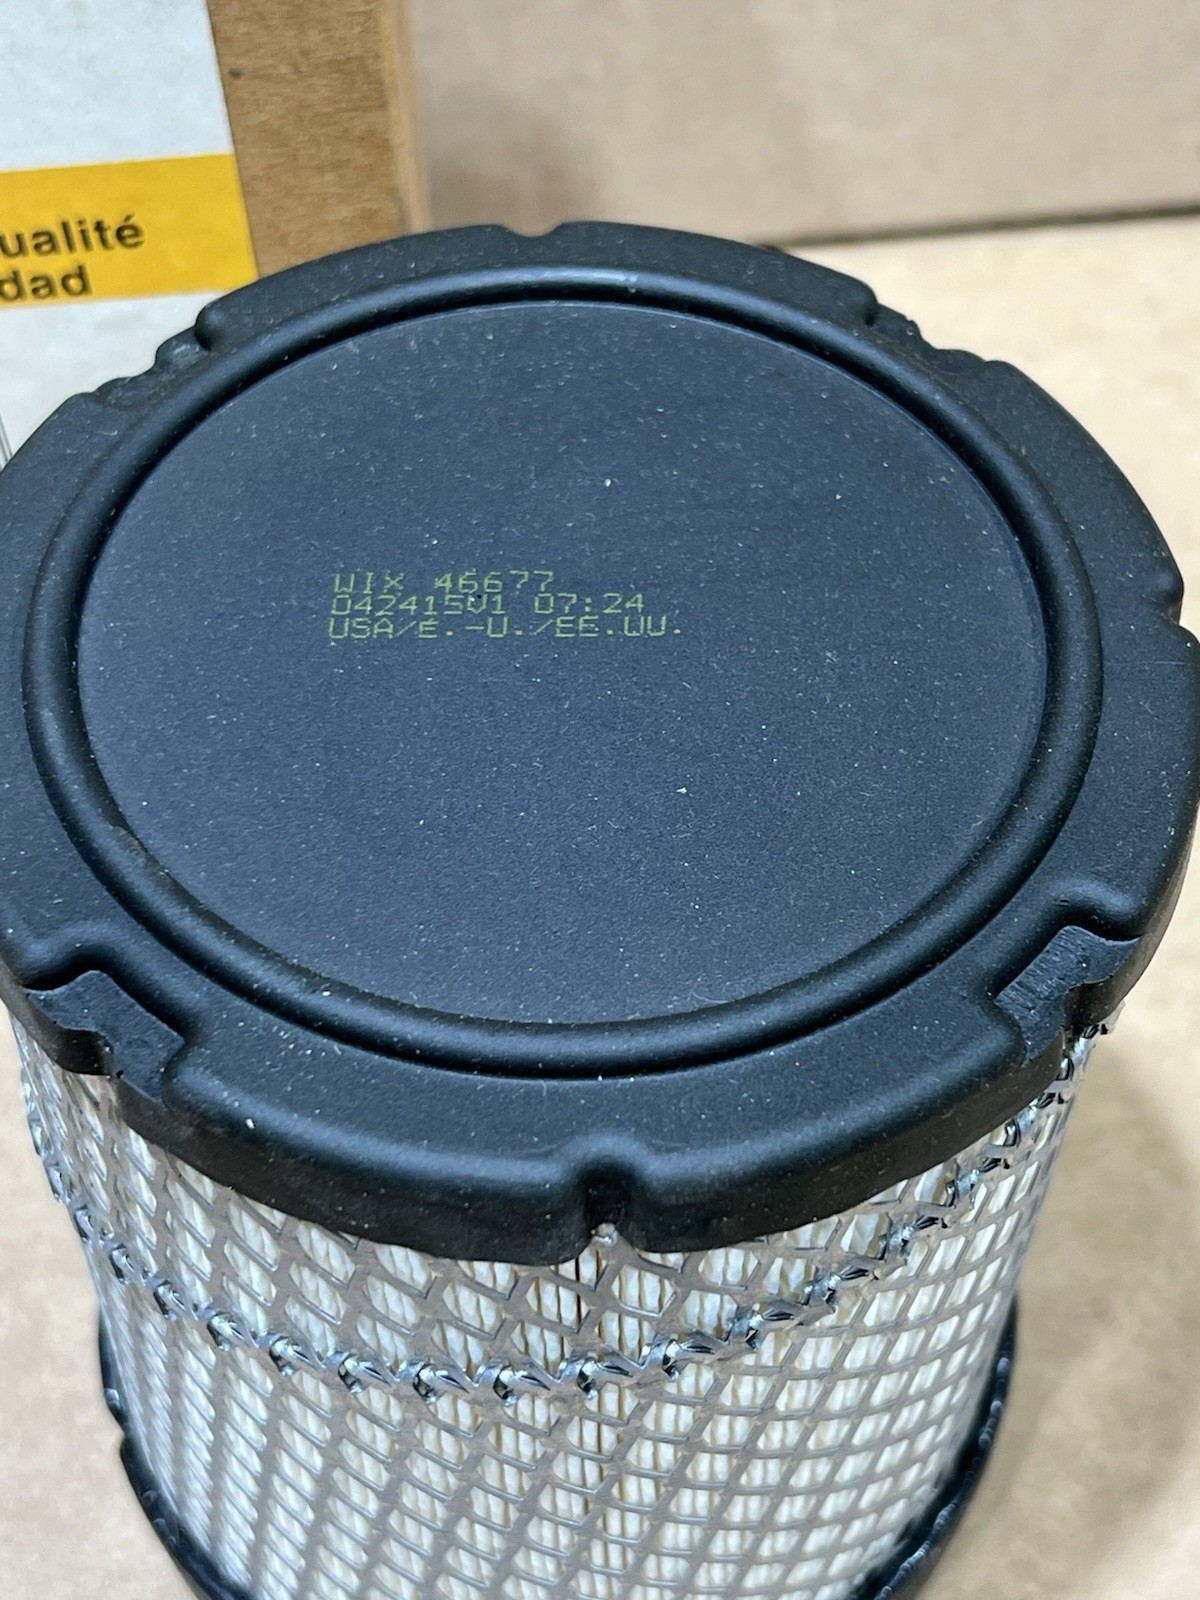 ualité
dad
WIX 46677
042415V1 07:24
USA/É.-U./EE.UU.